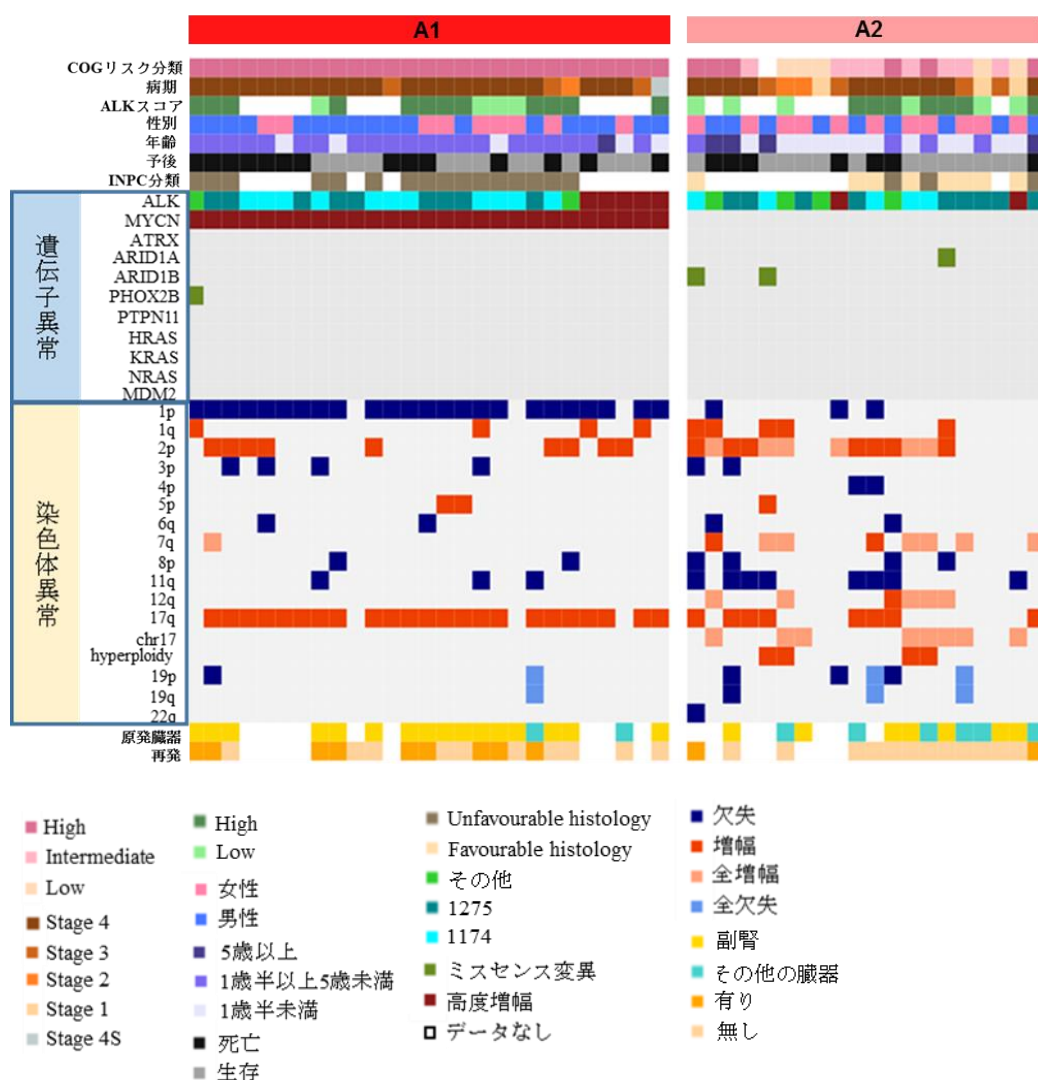 A1 A2
COGリスク分類
病期
ALKスコア
性別
年齢
予後
INPC分類
遺伝子異常
ALK
MYCN
ATRX
ARID1A
ARID1B
PHOX2B
PTPN11
HRAS
KRAS
NRAS
MDM2
染色体異常
1p
1q
2p
3p
4p
5p
6q
7q
8p
11q
12q
17q
chr17
hyperploidy
19p
19q
22q
原発臓器
再発
High
Intermediate
Low
Stage 4
Stage 3
Stage 2
Stage 1
Stage 4S
High
Low
女性
男性
5歳以上
1歳半以上5歳未満
1歳半未満
死亡
生存
Unfavourable histology
Favourable histology
その他
1275
1174
ミスセンス変異
高度増幅
データなし
欠失
増幅
全増幅
全欠失
副腎
その他の臓器
有り
無し